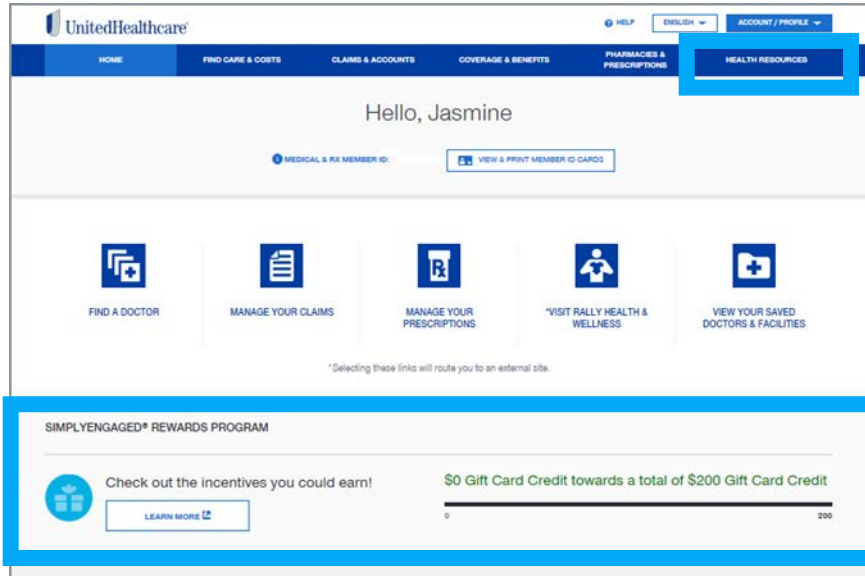 UnitedHealthcare®
HELP
ENGLISH
ACCOUNT / PROFILE
HOME
FIND CARE & COSTS
CLAIMS & ACCOUNTS
COVERAGE & BENEFITS
PHARMACIES &
PRESCRIPTIONS
HEALTH RESOURCES
Hello, Jasmine
MEDICAL & RX MEMBER ID:
VIEW & PRINT MEMBER ID CARDS
FIND A DOCTOR
MANAGE YOUR CLAIMS
MANAGE YOUR
PRESCRIPTIONS
*VISIT RALLY HEALTH &
WELLNESS
VIEW YOUR SAVED
DOCTORS & FACILITIES
*Selecting these links will route you to an external site.
SIMPLYENGAGED® REWARDS PROGRAM
Check out the incentives you could earn!
LEARN MORE
$0 Gift Card Credit towards a total of $200 Gift Card Credit
0
200